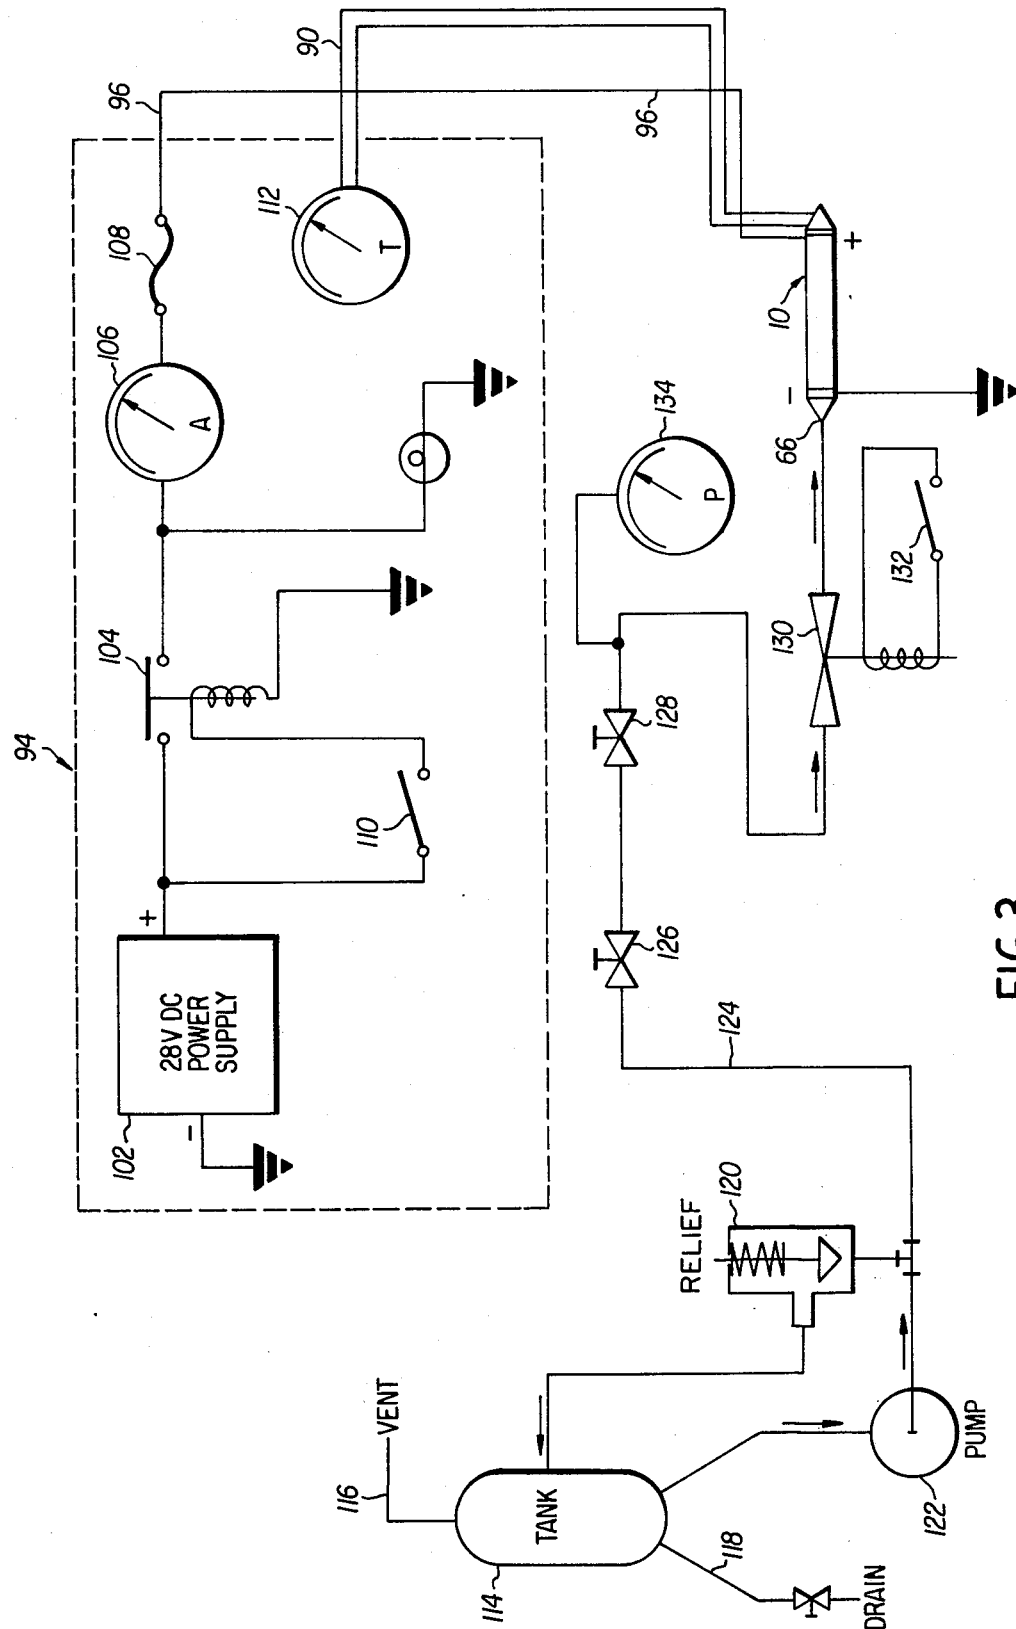 94
102
28V DC
POWER
SUPPLY
+
−
104
110
106
A
108
96
112
T
90
96
116
VENT
114
TANK
118
DRAIN
122
PUMP
RELIEF
120
124
126
128
134
P
130
132
66
−
10
+
FIG.3